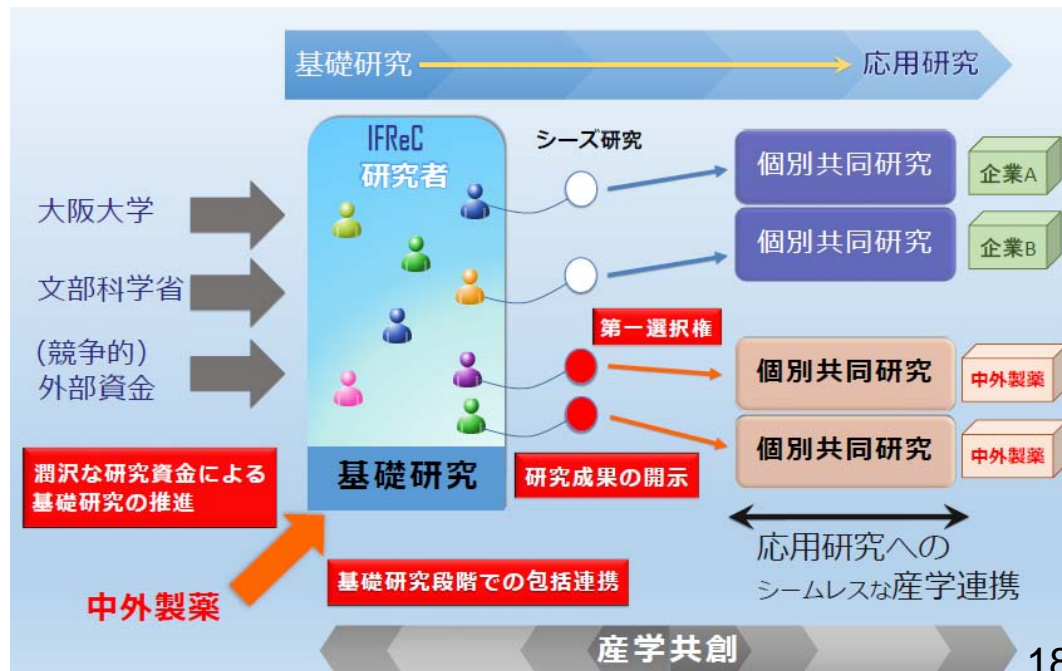 基礎研究
応用研究
IFReC
研究者
シーズ研究
大阪大学
文部科学省
(競争的)
外部資金
個別共同研究
企業A
個別共同研究
企業B
第一選択権
個別共同研究
中外製薬
個別共同研究
中外製薬
基礎研究
研究成果の開示
潤沢な研究資金による
基礎研究の推進
中外製薬
基礎研究段階での包括連携
応用研究への
シームレスな産学連携
産学共創
18